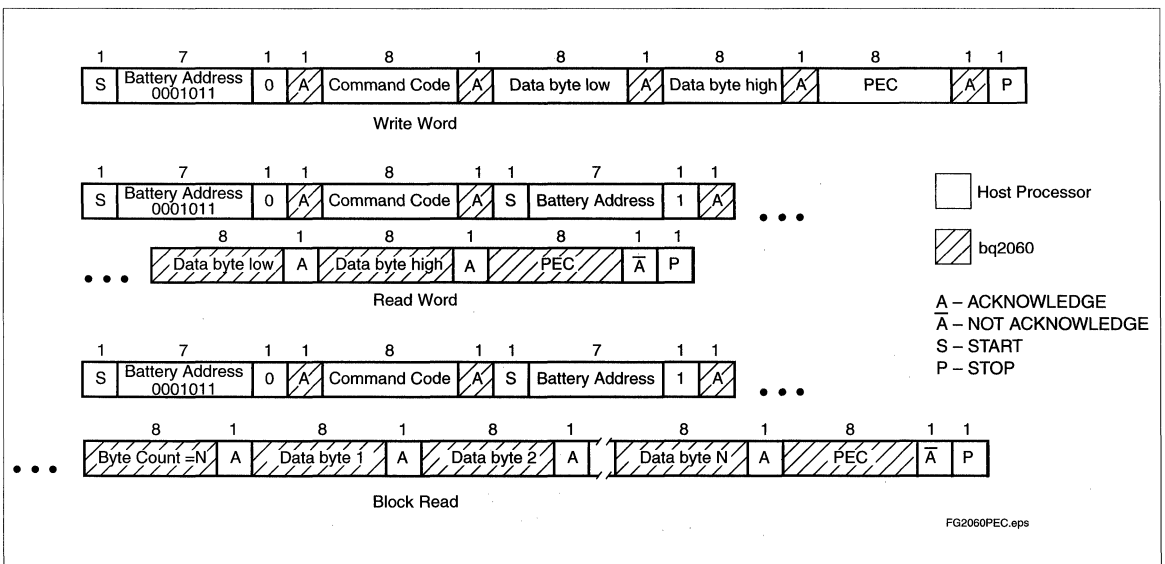 1 7 1 1 8 1 8 1 8 1 8 1 1
S Battery Address 0 A Command Code A Data byte low A Data byte high A PEC A P
0001011
Write Word
1 7 1 1 8 1 1 7 1 1
S Battery Address 0 A Command Code A S Battery Address 1 A
0001011
8 1 8 1 8 1 1
Data byte low A Data byte high A PEC A̅ P
Read Word
1 7 1 1 8 1 1 7 1 1
S Battery Address 0 A Command Code A S Battery Address 1 A
0001011
8 1 8 1 8 1 8 1 8 1 1
Byte Count =N A Data byte 1 A Data byte 2 A Data byte N A PEC A̅ P
Block Read
Host Processor
bq2060
A – ACKNOWLEDGE
A̅ – NOT ACKNOWLEDGE
S – START
P – STOP
FG2060PEC.eps